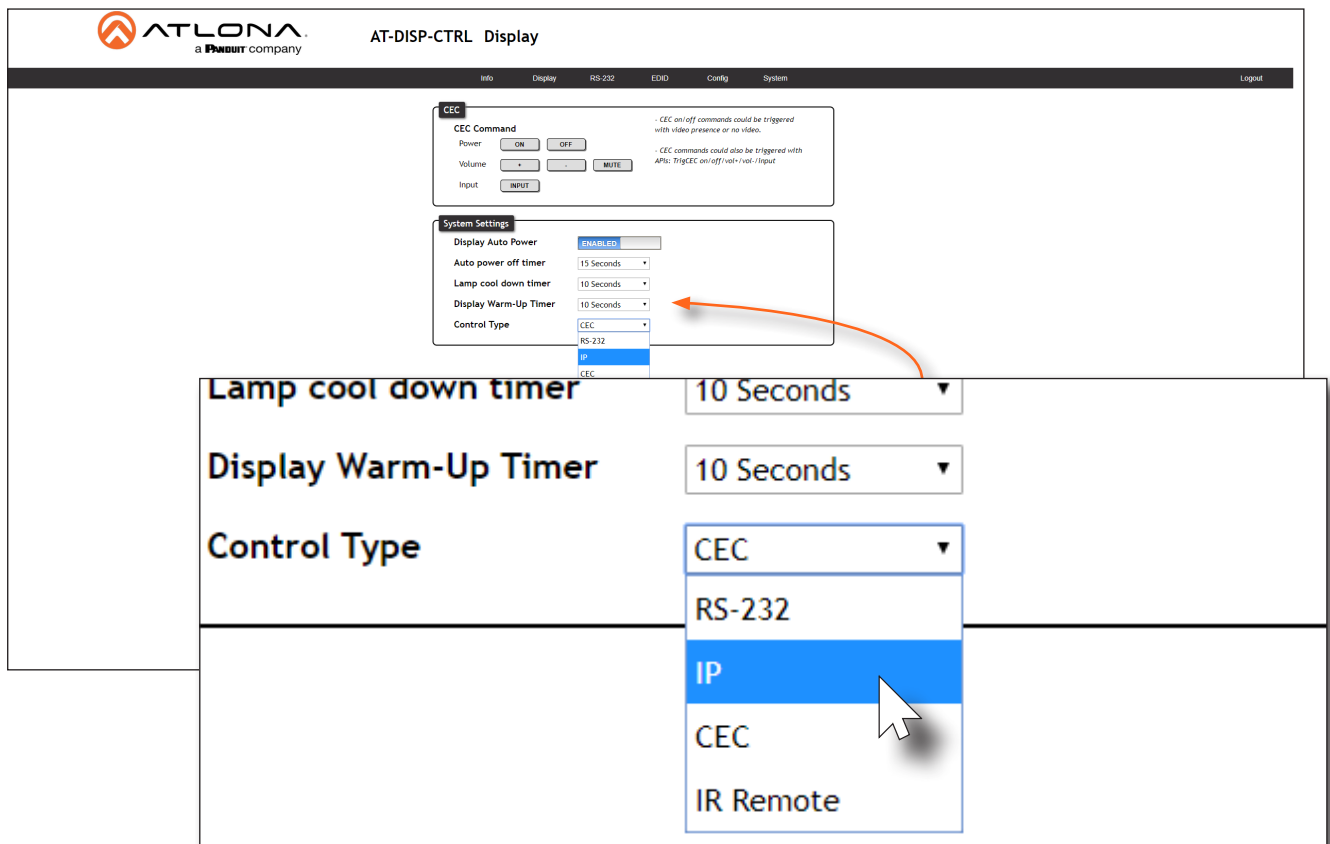 ATLONA.
a PANDUIT company
AT-DISP-CTRL Display
Info Display RS-232 EDID Config System Logout
CEC
CEC Command
Power ON OFF
Volume + - MUTE
Input INPUT
- CEC on/off commands could be triggered
with video presence or no video.
- CEC commands could also be triggered with
APIs: TrigCEC on/off/vol+/vol-/input
System Settings
Display Auto Power ENABLED
Auto power off timer 15 Seconds
Lamp cool down timer 10 Seconds
Display Warm-Up Timer 10 Seconds
Control Type CEC
RS-232
IP
CEC
Lamp cool down timer 10 Seconds
Display Warm-Up Timer 10 Seconds
Control Type CEC
RS-232
IP
CEC
IR Remote